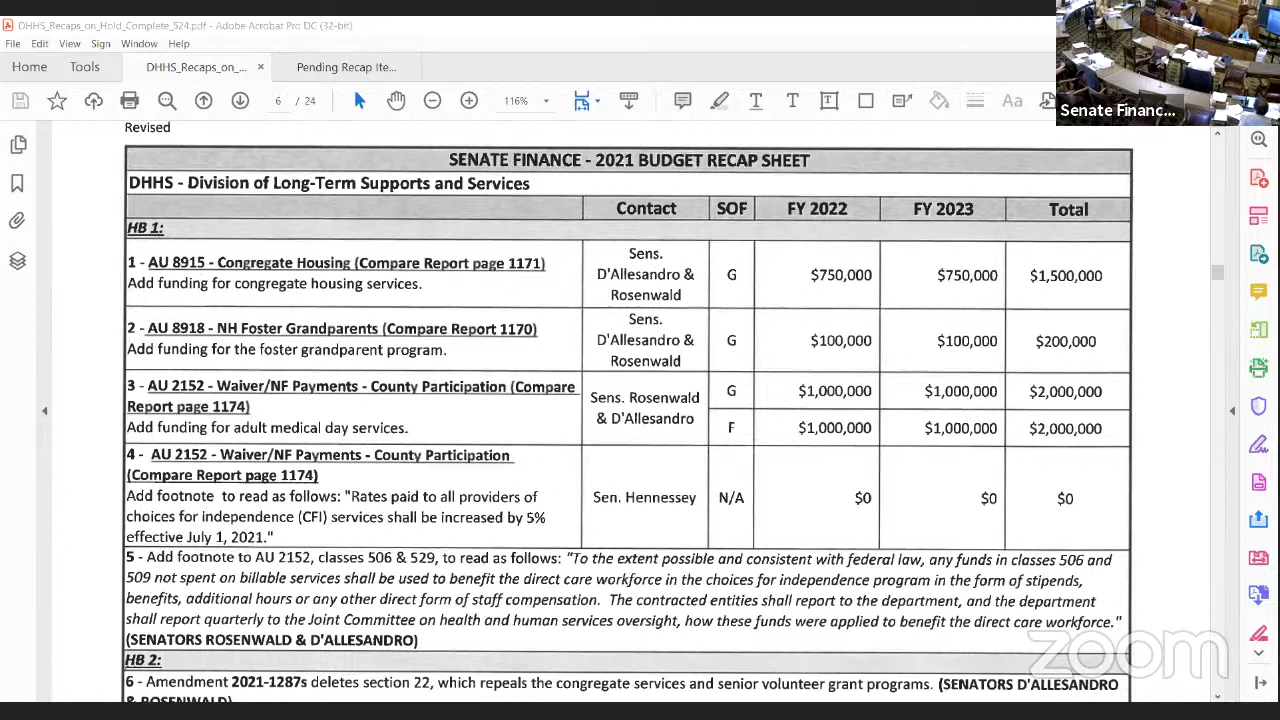 DHHS_Recaps_on_Hold_Complete_524.pdf - Adobe Acrobat Pro DC (32-bit)
File Edit View Sign Window Help
Home Tools DHHS_Recaps_on_... × Pending Recap Ite...
/ 24 116%
Senate Financ...
Revised
SENATE FINANCE - 2021 BUDGET RECAP SHEET
DHHS - Division of Long-Term Supports and Services
Contact SOF FY 2022 FY 2023 Total
HB 1:
1 - AU 8915 - Congregate Housing (Compare Report page 1171)
Add funding for congregate housing services.
Sens.
D'Allesandro &
Rosenwald
G $750,000 $750,000 $1,500,000
2 - AU 8918 - NH Foster Grandparents (Compare Report 1170)
Add funding for the foster grandparent program.
Sens.
D'Allesandro &
Rosenwald
G $100,000 $100,000 $200,000
3 - AU 2152 - Waiver/NF Payments - County Participation (Compare
Report page 1174)
Add funding for adult medical day services.
Sens. Rosenwald
& D'Allesandro
G $1,000,000 $1,000,000 $2,000,000
F $1,000,000 $1,000,000 $2,000,000
4 - AU 2152 - Waiver/NF Payments - County Participation
(Compare Report page 1174)
Add footnote to read as follows: "Rates paid to all providers of
choices for independence (CFI) services shall be increased by 5%
effective July 1, 2021."
Sen. Hennessey N/A $0 $0 $0
5 - Add footnote to AU 2152, classes 506 & 529, to read as follows: "To the extent possible and consistent with federal law, any funds in classes 506 and
509 not spent on billable services shall be used to benefit the direct care workforce in the choices for independence program in the form of stipends,
benefits, additional hours or any other direct form of staff compensation. The contracted entities shall report to the department, and the department
shall report quarterly to the Joint Committee on health and human services oversight, how these funds were applied to benefit the direct care workforce."
(SENATORS ROSENWALD & D'ALLESANDRO)
HB 2:
6 - Amendment 2021-1287s deletes section 22, which repeals the congregate services and senior volunteer grant programs. (SENATORS D'ALLESANDRO
& ROSENWALD)
zoom